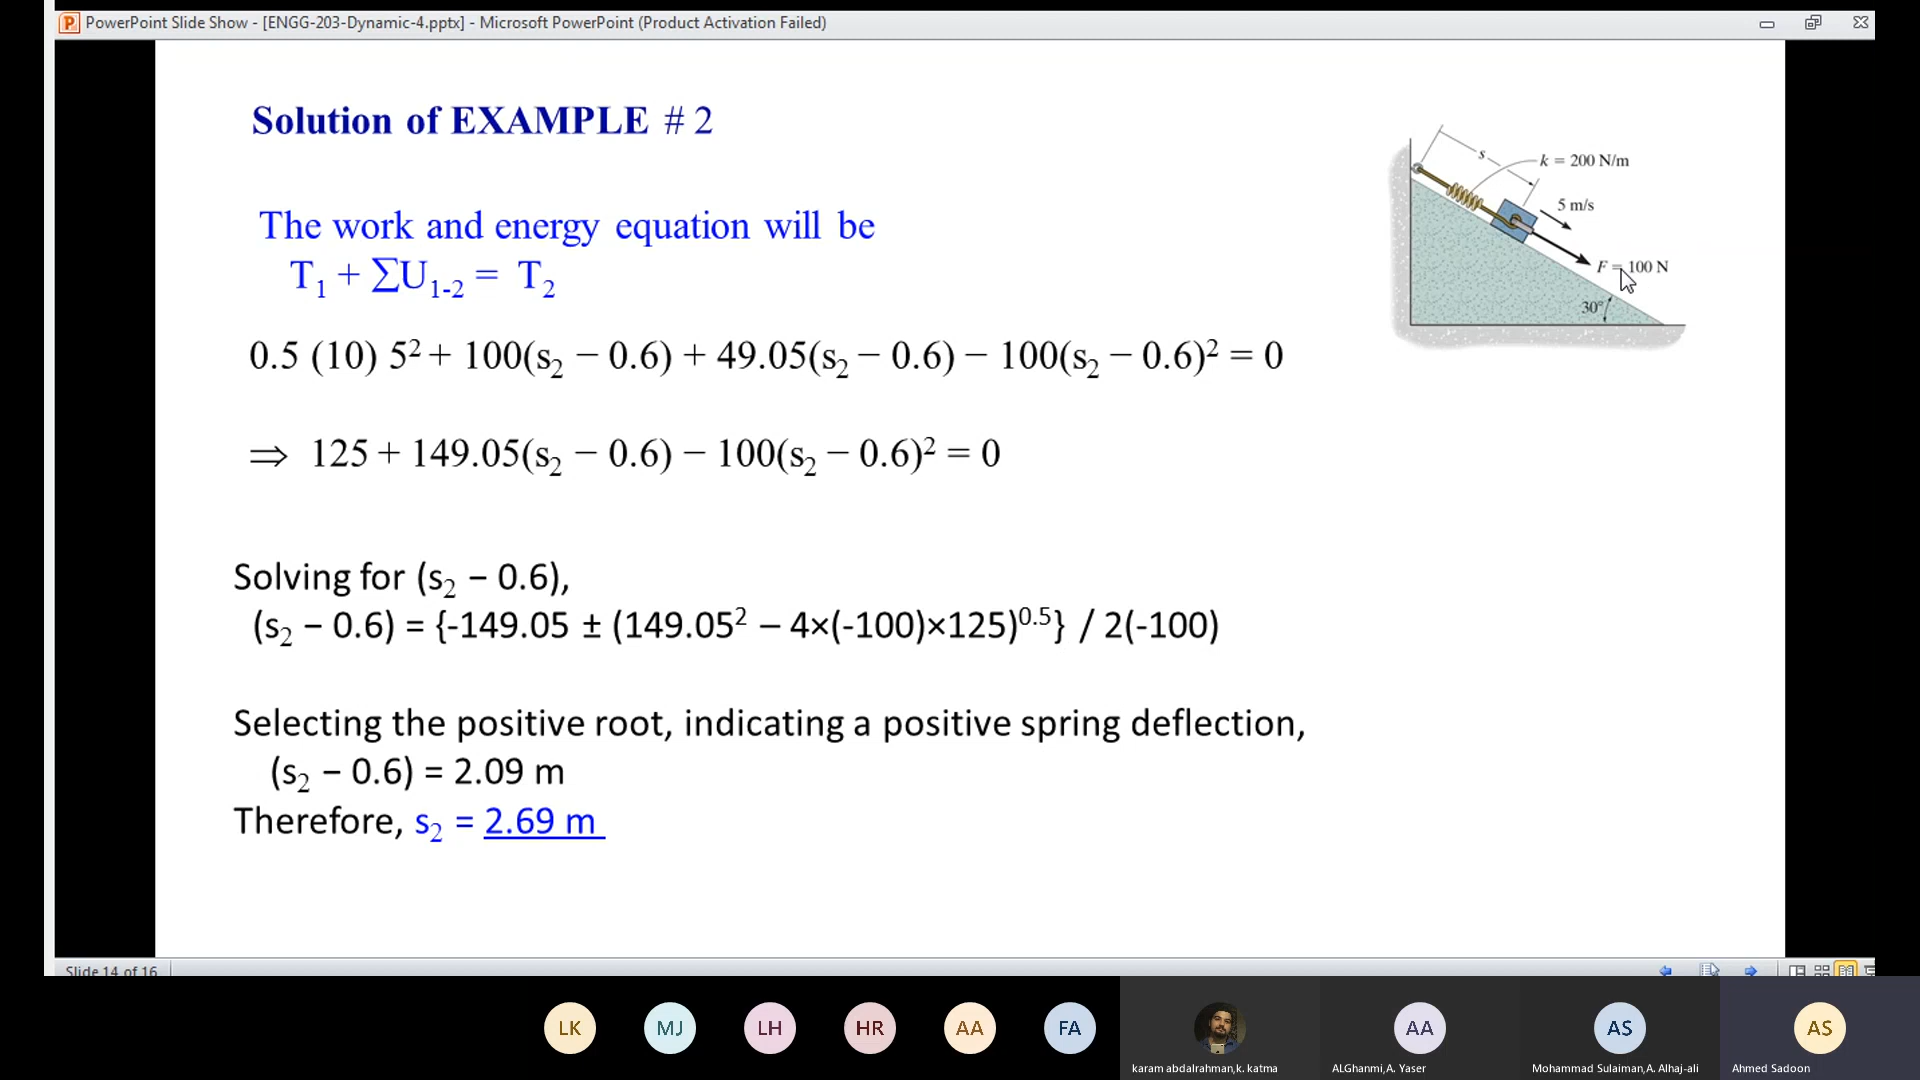 PowerPoint Slide Show - [ENGG-203-Dynamic-4.pptx] - Microsoft PowerPoint (Product Activation Failed)
Solution of EXAMPLE # 2
s
k = 200 N/m
5 m/s
F = 100 N
30°
The work and energy equation will be
T₁ + ∑U₁₋₂ = T₂
0.5 (10) 5² + 100(s₂ − 0.6) + 49.05(s₂ − 0.6) − 100(s₂ − 0.6)² = 0
⇒ 125 + 149.05(s₂ − 0.6) − 100(s₂ − 0.6)² = 0
Solving for (s₂ − 0.6),
(s₂ − 0.6) = {-149.05 ± (149.05² – 4×(-100)×125)^0.5} / 2(-100)
Selecting the positive root, indicating a positive spring deflection,
(s₂ − 0.6) = 2.09 m
Therefore, s₂ = 2.69 m
Slide 14 of 16
LK MJ LH HR AA FA AA AS AS
karam abdalrahman,k. katma ALGhanmi,A. Yaser Mohammad Sulaiman,A. Alhaj-ali Ahmed Sadoon